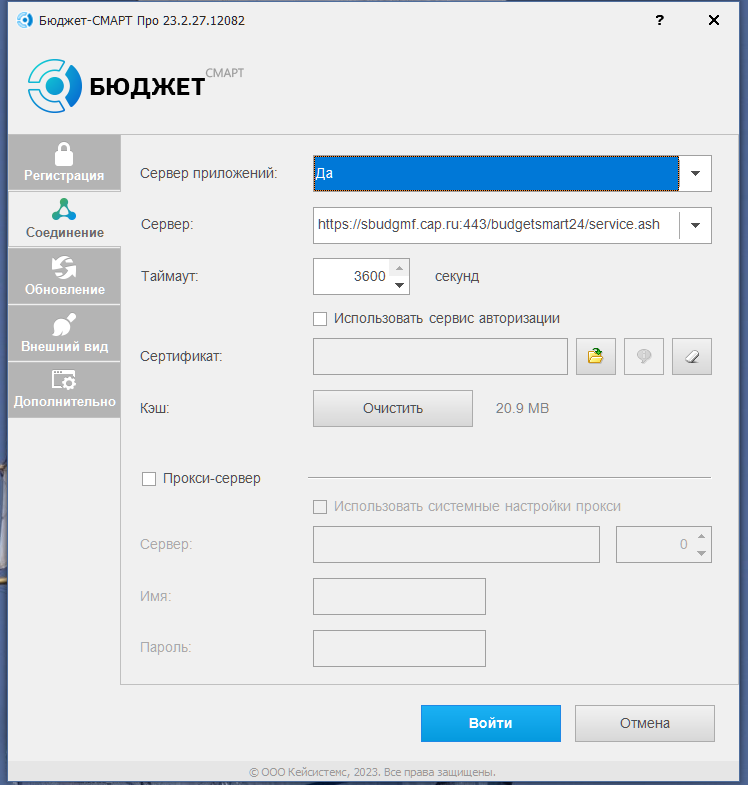 Бюджет-СМАРТ Про 23.2.27.12082 ?
БЮДЖЕТ СМАРТ
Регистрация
Соединение
Обновление
Внешний вид
Дополнительно
Сервер приложений: Да
Сервер: https://sbudgmf.cap.ru:443/budgetsmart24/service.ash
Таймаут: 3600 секунд
Использовать сервис авторизации
Сертификат:
Кэш: Очистить 20.9 MB
Прокси-сервер
Использовать системные настройки прокси
Сервер: 0
Имя:
Пароль:
Войти Отмена
© ООО Кейсистемс, 2023. Все права защищены.